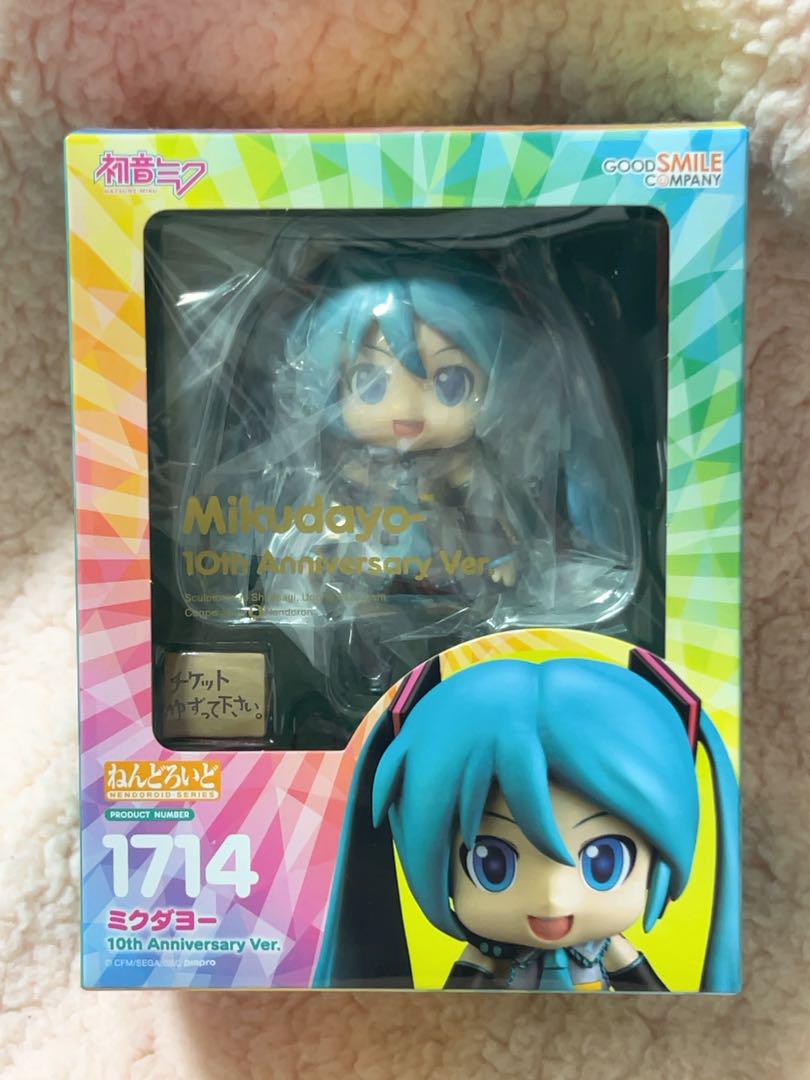 初音ミク
HATSUNE MIKU
GOOD SMILE
COMPANY
Mikudayo-
10th Anniversary Ver.
チケット
ゆずって下さい。
ねんどろいど
NENDOROID SERIES
PRODUCT NUMBER
1714
ミクダヨー
10th Anniversary Ver.
© CFM/SEGA